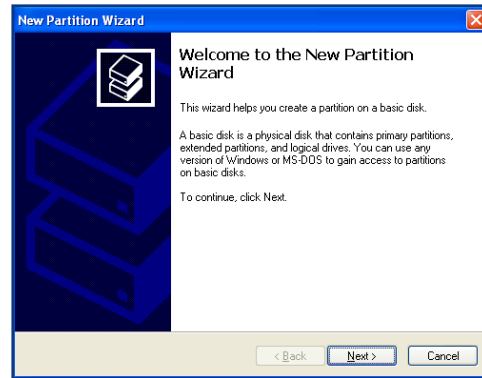 New Partition Wizard
Welcome to the New Partition
Wizard
This wizard helps you create a partition on a basic disk.
A basic disk is a physical disk that contains primary partitions,
extended partitions, and logical drives. You can use any
version of Windows or MS-DOS to gain access to partitions
on basic disks.
To continue, click Next.
< Back Next > Cancel